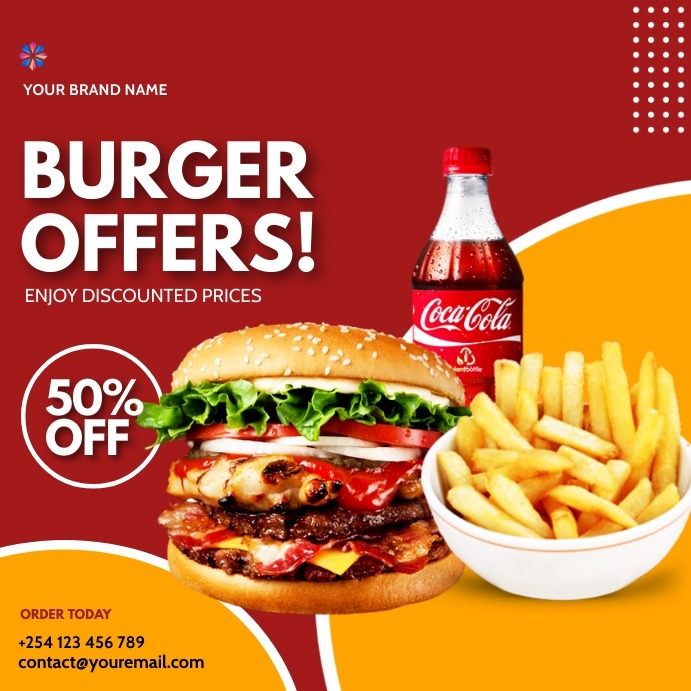 YOUR BRAND NAME
BURGER
OFFERS!
ENJOY DISCOUNTED PRICES
Coca-Cola
plantbottle
50%
OFF
ORDER TODAY
+254 123 456 789
contact@youremail.com